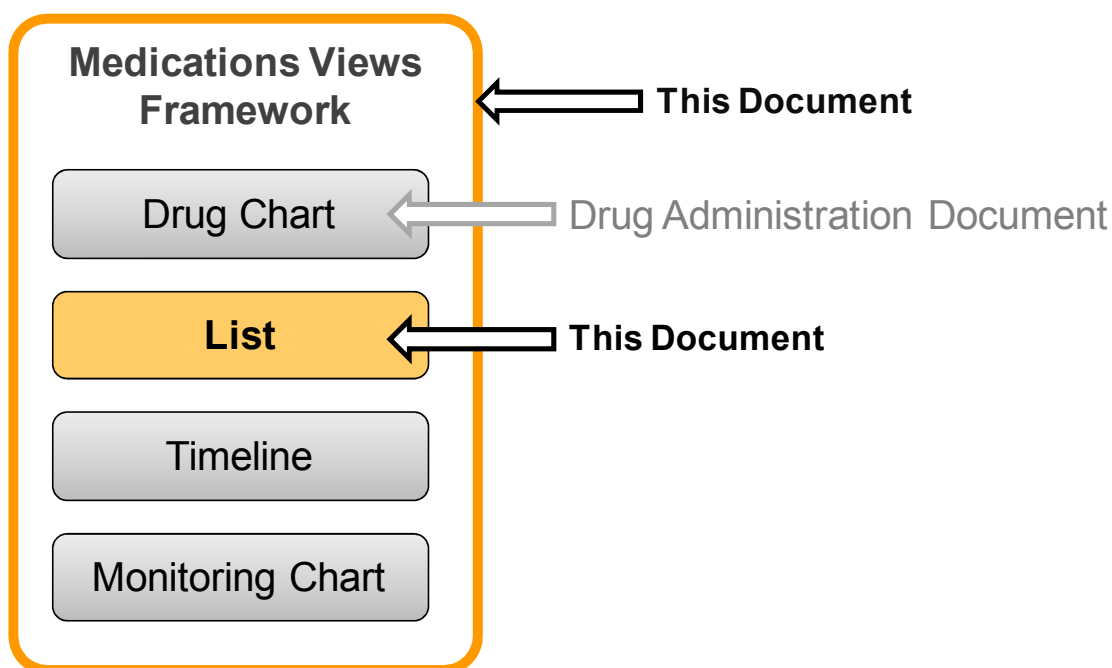 Medications Views
Framework
This Document
Drug Chart
Drug Administration Document
List
This Document
Timeline
Monitoring Chart